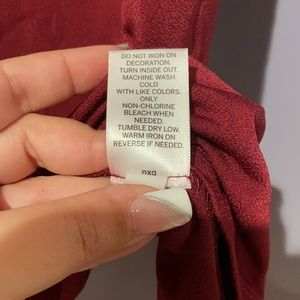 DO NOT IRON ON
DECORATION.
TURN INSIDE OUT.
MACHINE WASH
COLD
WITH LIKE COLORS.
ONLY
NON-CHLORINE
BLEACH WHEN
NEEDED.
TUMBLE DRY LOW.
WARM IRON ON
REVERSE IF NEEDED.